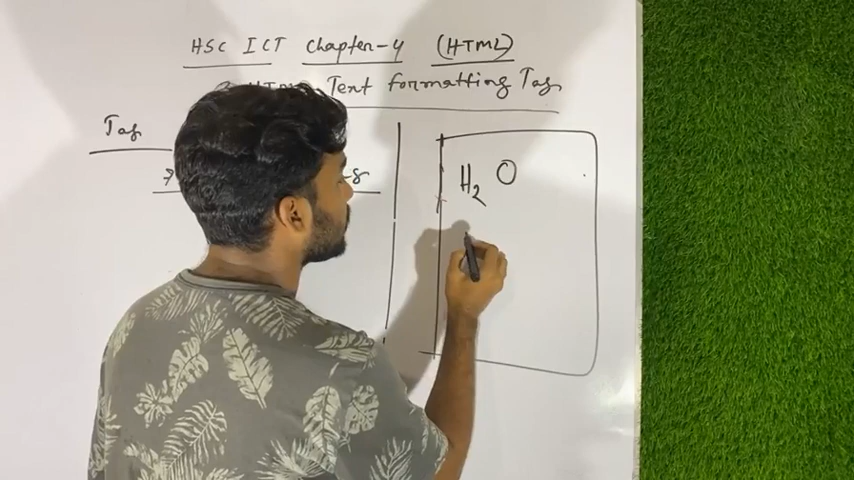 HSC ICT Chapter-4 (HTML)
Text formatting Tag
Tag
H2 O